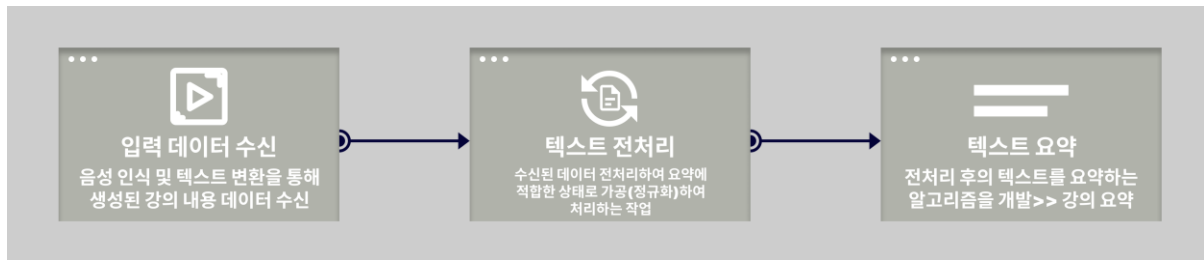 입력 데이터 수신
음성 인식 및 텍스트 변환을 통해
생성된 강의 내용 데이터 수신
텍스트 전처리
수신된 데이터 전처리하여 요약에
적합한 상태로 가공(정규화)하여
처리하는 작업
텍스트 요약
전처리 후의 텍스트를 요약하는
알고리즘을 개발>> 강의 요약